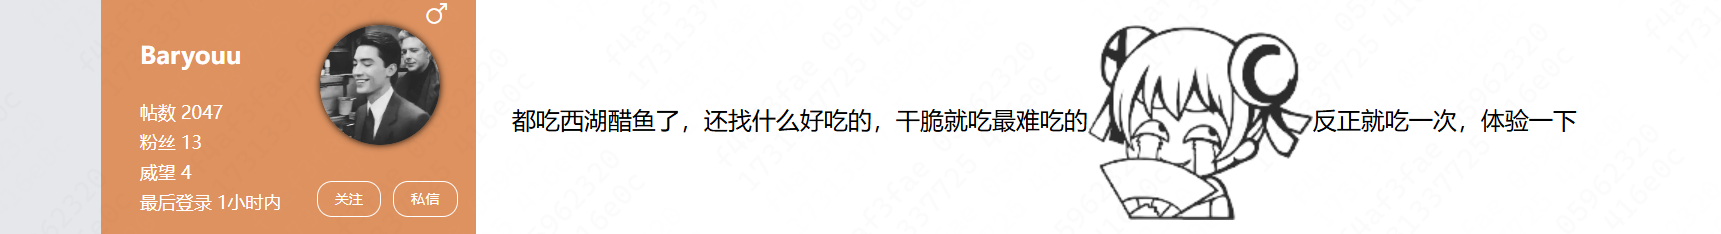 Baryouu
帖数 2047
粉丝 13
威望 4
最后登录 1小时内
关注
私信
都吃西湖醋鱼了，还找什么好吃的，干脆就吃最难吃的反正就吃一次，体验一下